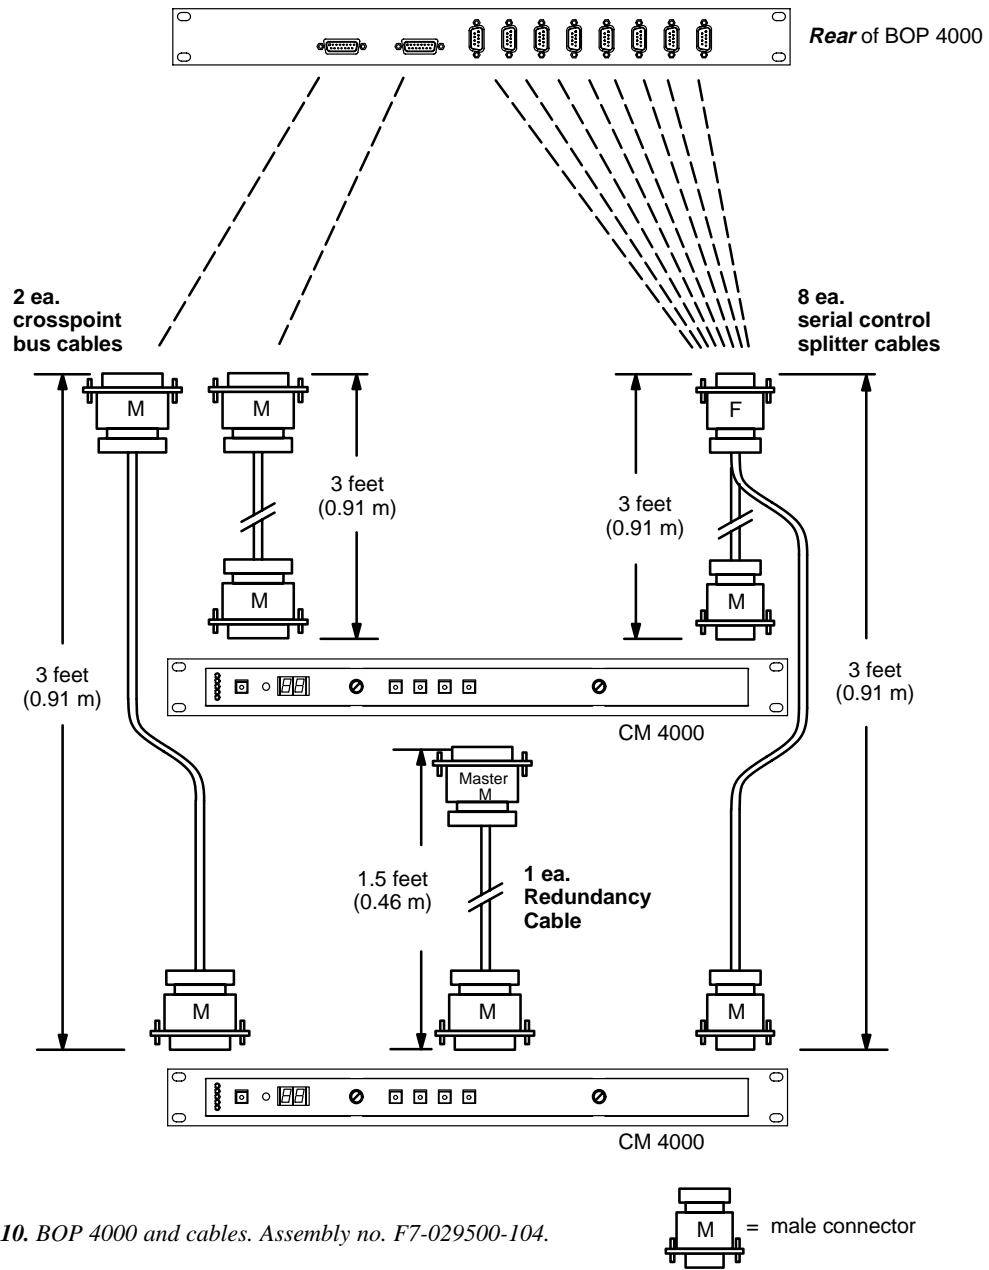 Rear of BOP 4000
2 ea.
crosspoint
bus cables
8 ea.
serial control
splitter cables
M
M
F
3 feet
(0.91 m)
3 feet
(0.91 m)
M
M
3 feet
(0.91 m)
3 feet
(0.91 m)
CM 4000
Master
M
1.5 feet
(0.46 m)
1 ea.
Redundancy
Cable
M
M
M
CM 4000
10. BOP 4000 and cables. Assembly no. F7-029500-104.
M = male connector